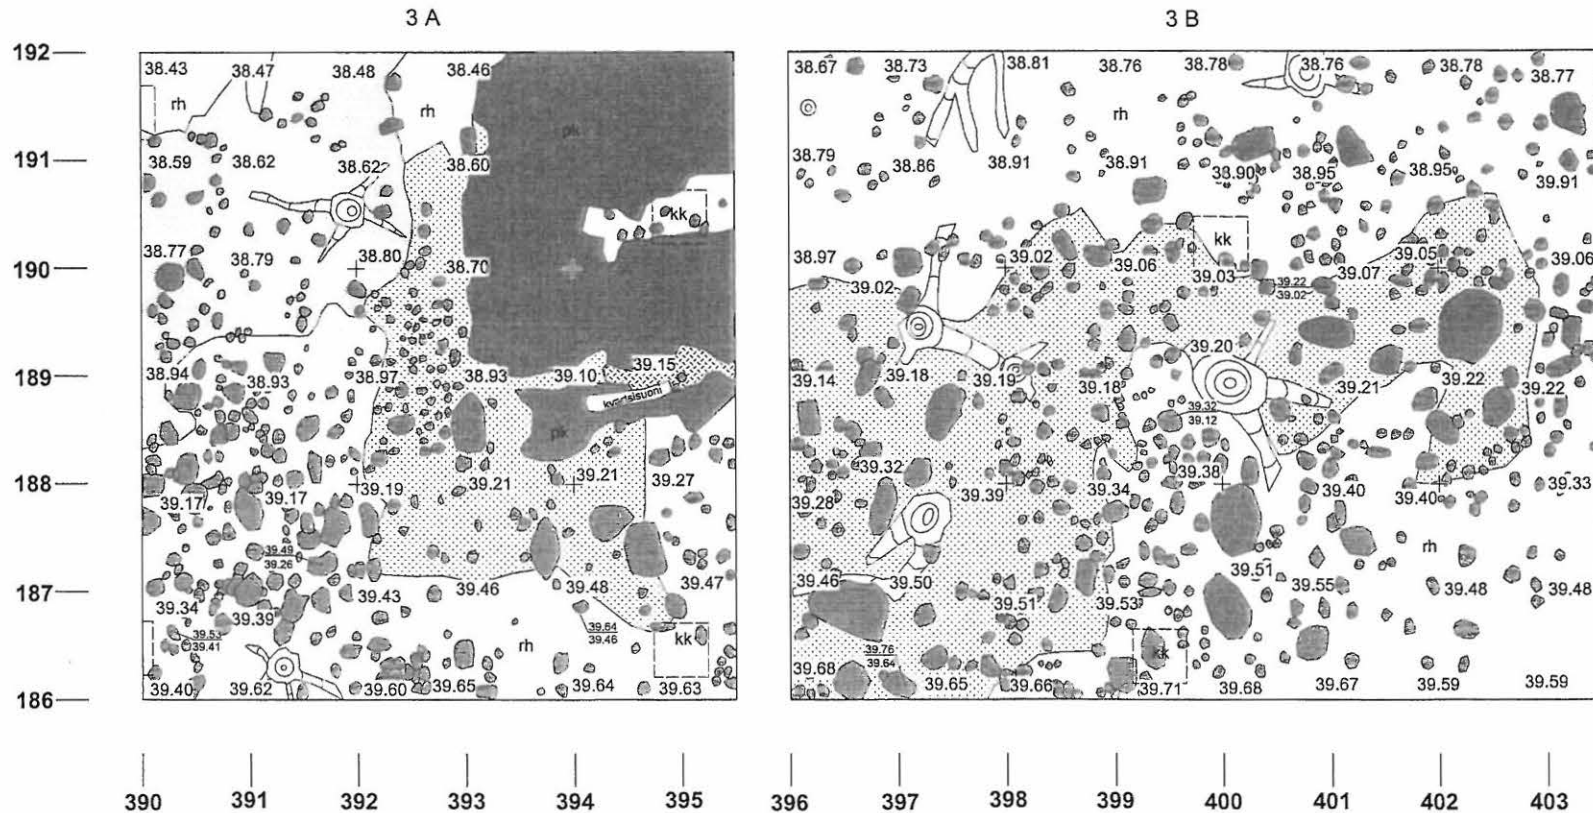 3 A 3 B
192
38.43 38.47 38.48 38.46 38.67 38.73 38.81 38.76 38.78 38.76 38.78 38.77
rh rh pk rh
191
38.59 38.62 38.62 38.60 38.79 38.86 38.91 38.91 38.90 38.95 38.95 39.91
kk kk
190
38.77 38.79 38.80 38.70 38.97 39.02 39.02 39.06 39.03 39.22 39.02 39.07 39.05 39.06
189
38.94 38.93 38.97 38.93 39.10 39.15 39.14 39.18 39.19 39.18 39.20 39.21 39.22 39.22
kvartsisuoni
pk
39.32
39.12
188
39.17 39.17 39.19 39.21 39.21 39.27 39.28 39.32 39.39 39.34 39.38 39.40 39.40 39.33
39.49
39.26
rh
187
39.34 39.39 39.43 39.46 39.48 39.47 39.46 39.50 39.51 39.53 39.51 39.55 39.48 39.48
39.53
39.41
rh
39.64
39.46
kk
39.76
39.64
kk
186
39.40 39.62 39.60 39.65 39.64 39.63 39.68 39.65 39.66 39.71 39.68 39.67 39.59 39.59
390 391 392 393 394 395 396 397 398 399 400 401 402 403